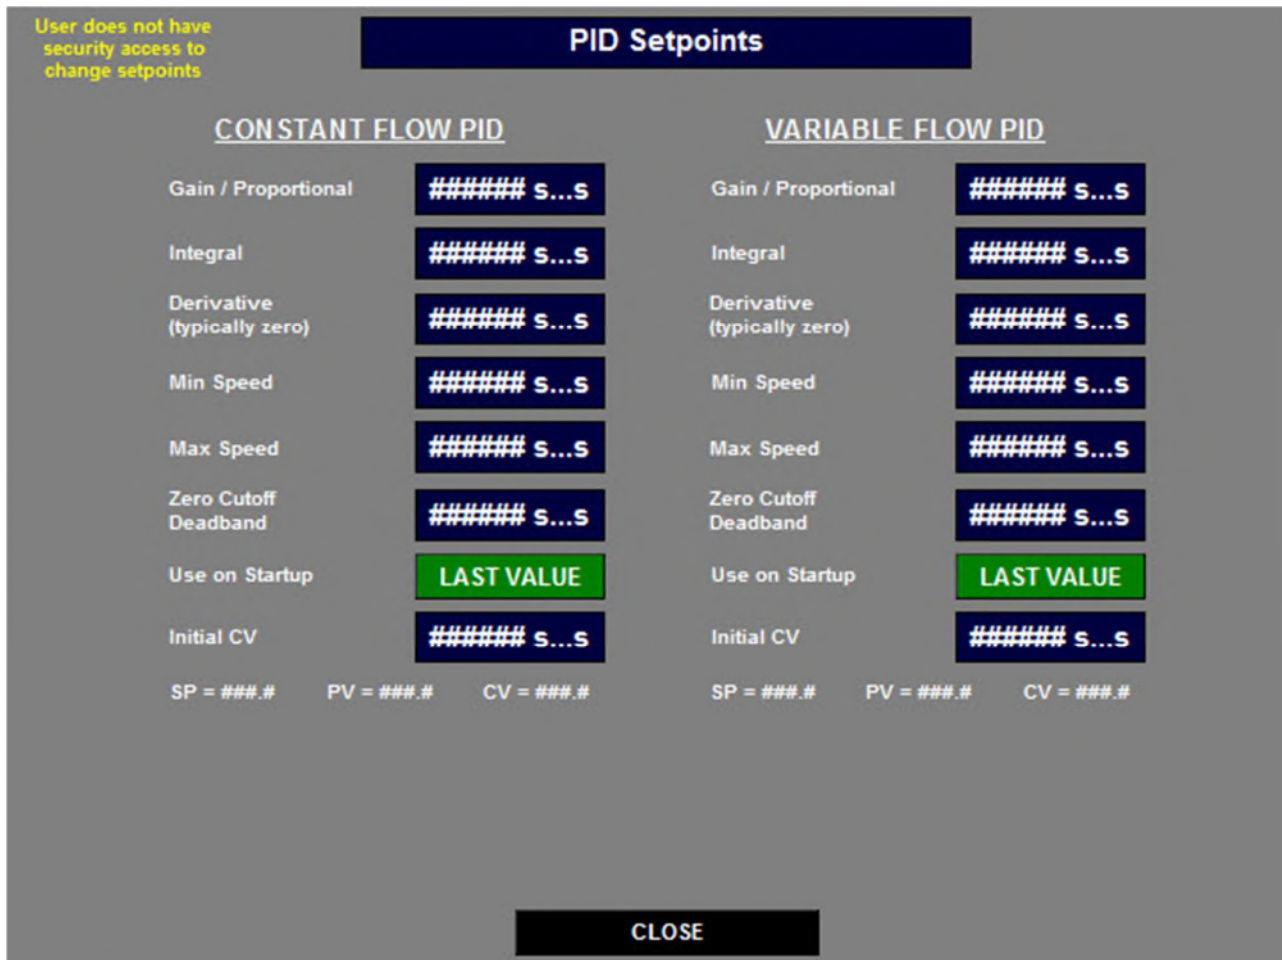 User does not have
security access to
change setpoints
PID Setpoints
CONSTANT FLOW PID
Gain / Proportional
###### s...s
Integral
###### s...s
Derivative
(typically zero)
###### s...s
Min Speed
###### s...s
Max Speed
###### s...s
Zero Cutoff
Deadband
###### s...s
Use on Startup
LAST VALUE
Initial CV
###### s...s
SP = ###.# PV = ###.# CV = ###.#
VARIABLE FLOW PID
Gain / Proportional
###### s...s
Integral
###### s...s
Derivative
(typically zero)
###### s...s
Min Speed
###### s...s
Max Speed
###### s...s
Zero Cutoff
Deadband
###### s...s
Use on Startup
LAST VALUE
Initial CV
###### s...s
SP = ###.# PV = ###.# CV = ###.#
CLOSE